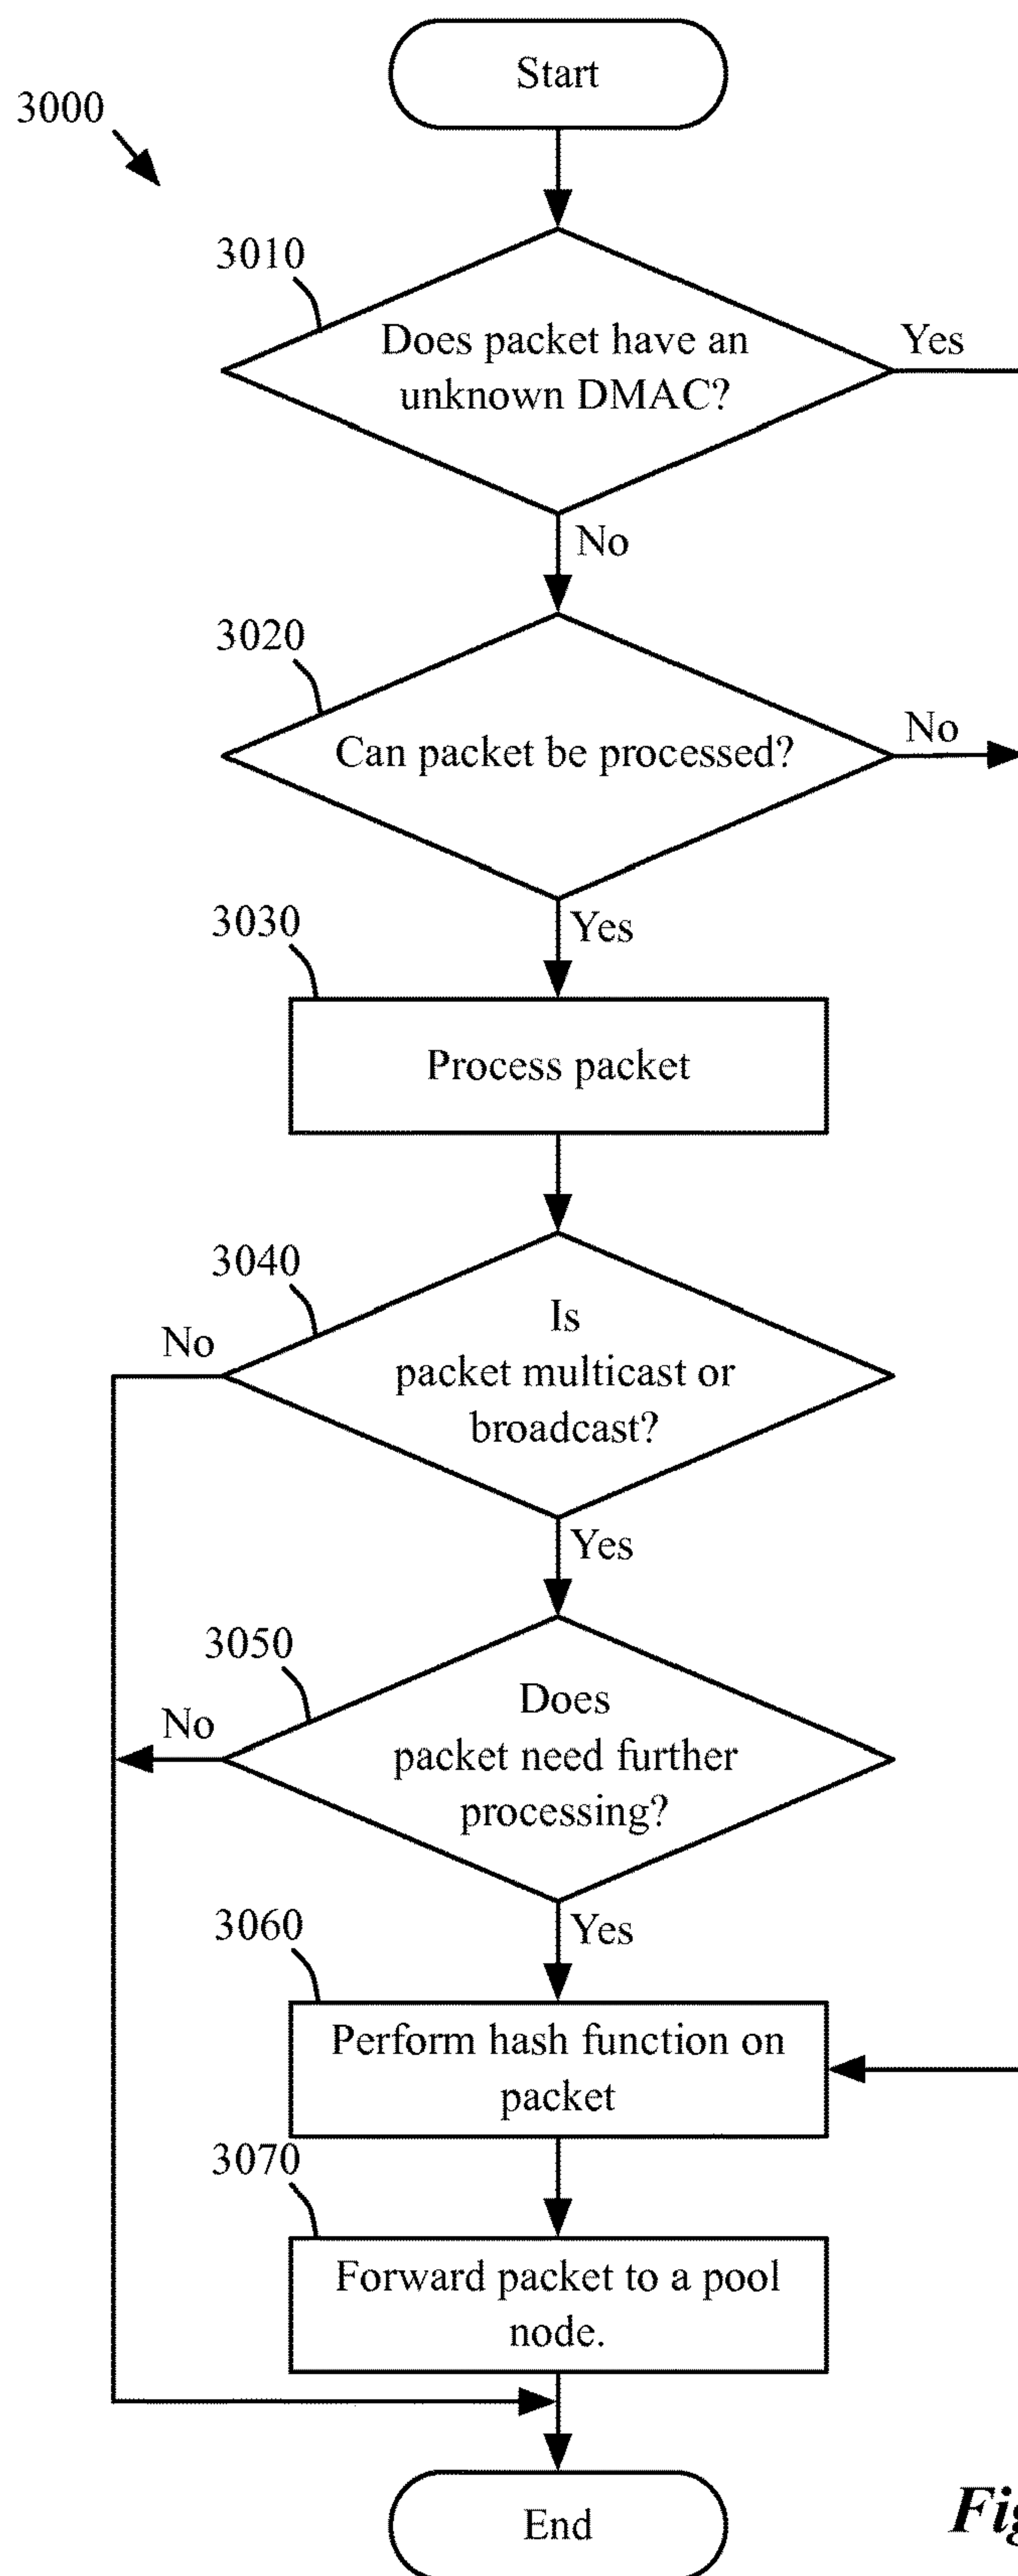 Start
3000
3010
Does packet have an
unknown DMAC?
Yes
No
3020
Can packet be processed?
No
Yes
3030
Process packet
3040
Is
packet multicast or
broadcast?
No
Yes
3050
Does
packet need further
processing?
No
Yes
3060
Perform hash function on
packet
3070
Forward packet to a pool
node.
End